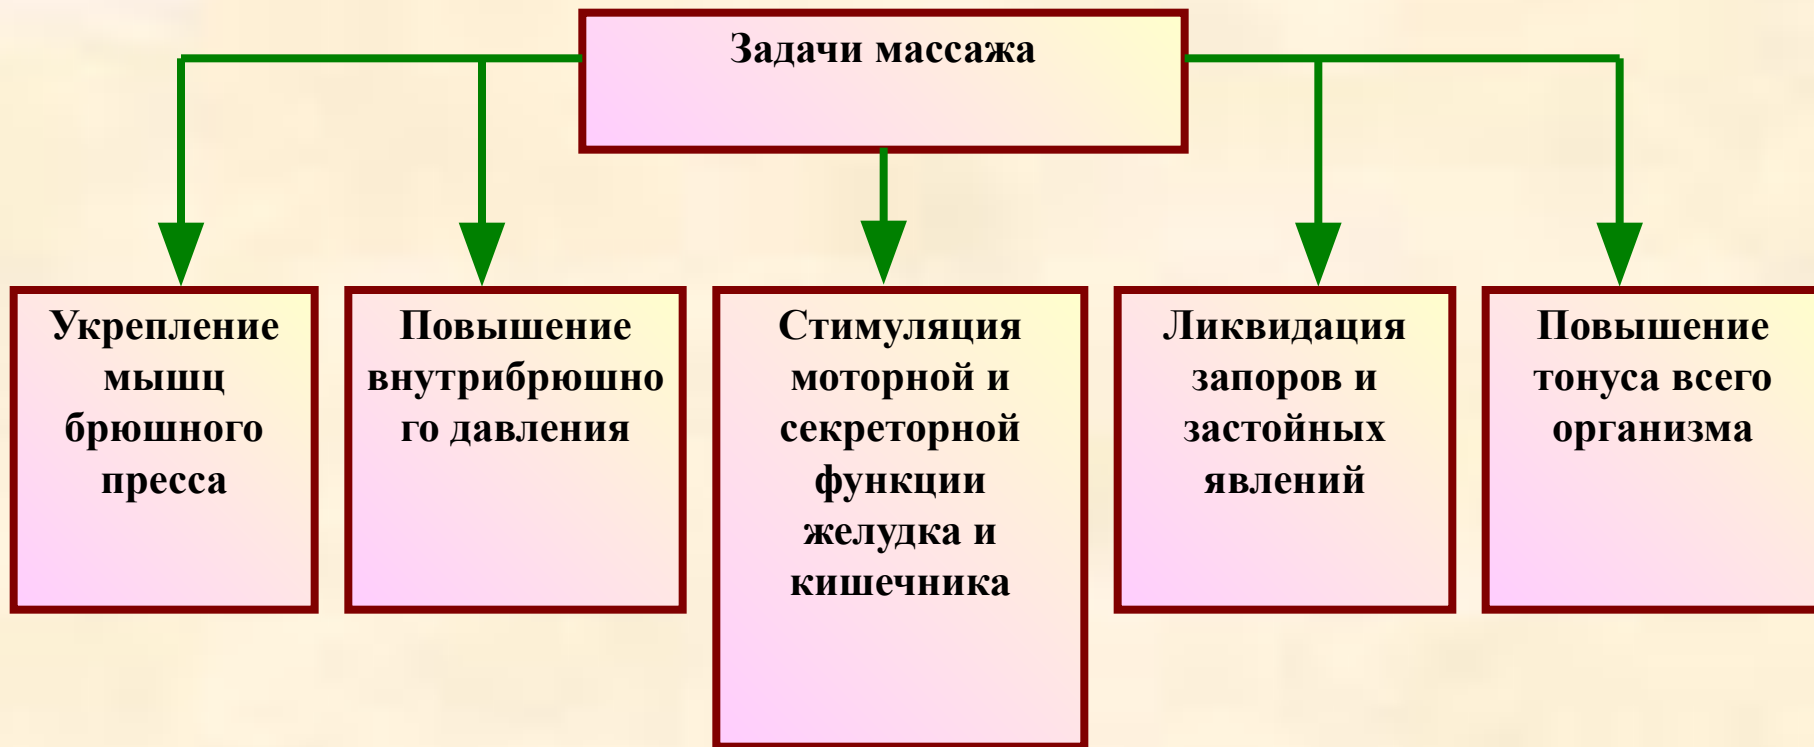 Задачи массажа
Укрепление
мышц
брюшного
пресса
Повышение
внутрибрюшно
го давления
Стимуляция
моторной и
секреторной
функции
желудка и
кишечника
Ликвидация
запоров и
застойных
явлений
Повышение
тонуса всего
организма